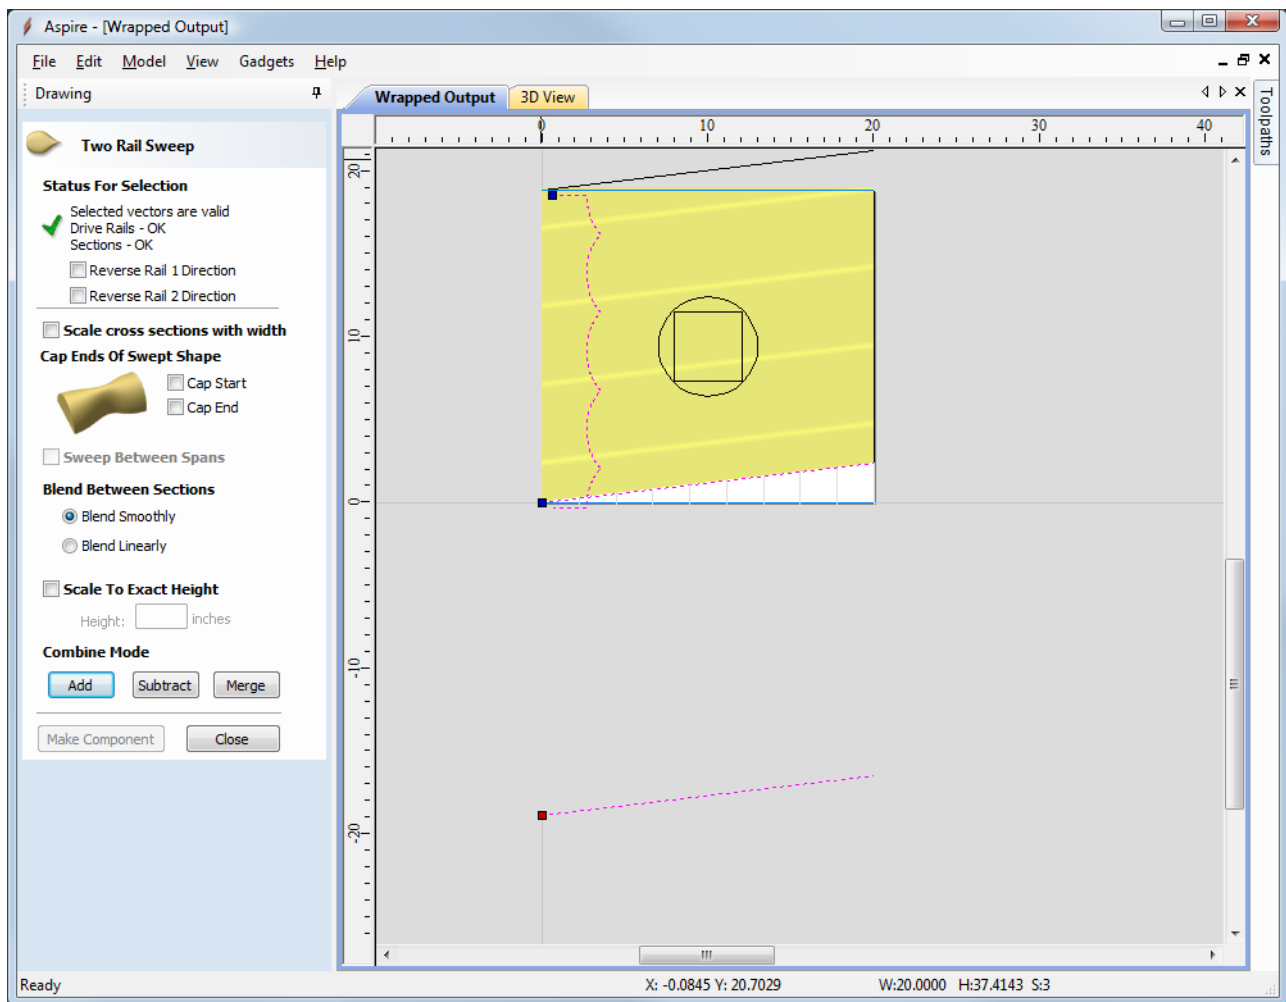 Aspire - [Wrapped Output]
File Edit Model View Gadgets Help
Drawing
Wrapped Output 3D View
Toolpaths
Two Rail Sweep
Status For Selection
Selected vectors are valid
Drive Rails - OK
Sections - OK
Reverse Rail 1 Direction
Reverse Rail 2 Direction
Scale cross sections with width
Cap Ends Of Swept Shape
Cap Start
Cap End
Sweep Between Spans
Blend Between Sections
Blend Smoothly
Blend Linearly
Scale To Exact Height
Height: inches
Combine Mode
Add Subtract Merge
Make Component Close
0 10 20 30 40
20
10
0
-10
-20
Ready X: -0.0845 Y: 20.7029 W:20.0000 H:37.4143 S:3